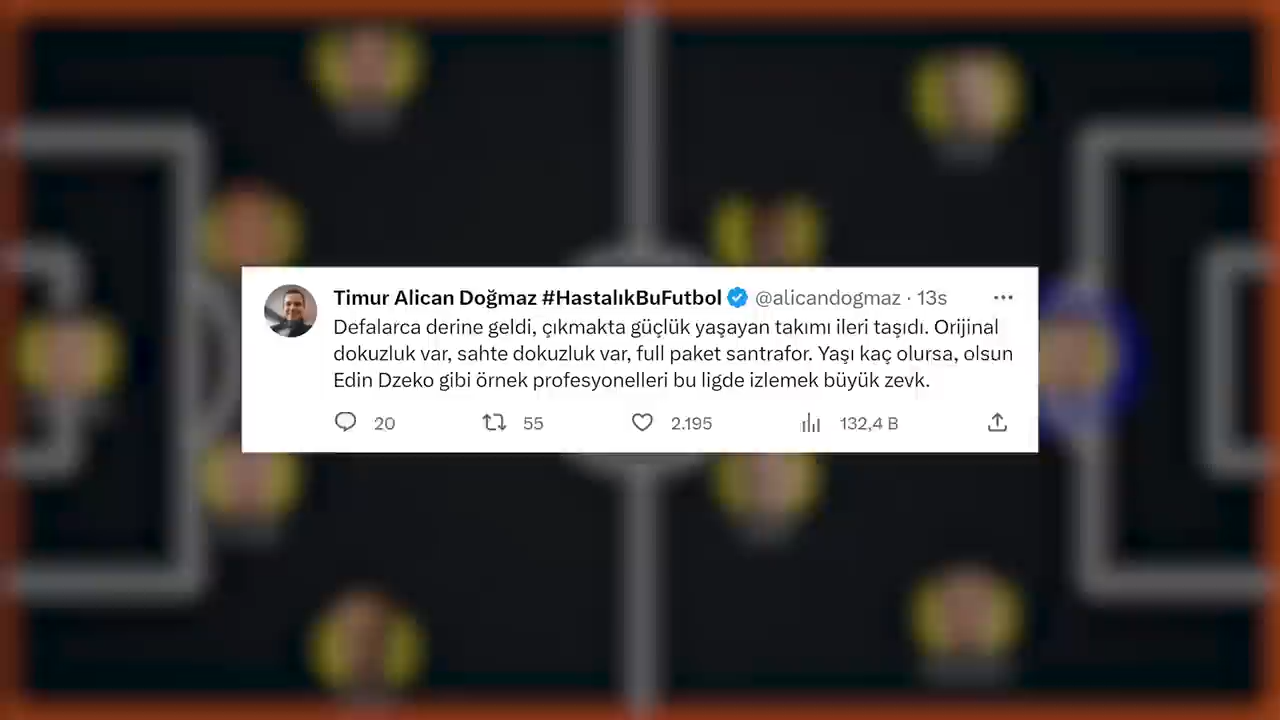 Timur Alican Doğmaz #HastalıkBuFutbol @alicandogmaz · 13s
Defalarca derine geldi, çıkmakta güçlük yaşayan takımı ileri taşıdı. Orijinal
dokuzluk var, sahte dokuzluk var, full paket santrafor. Yaşı kaç olursa, olsun
Edin Dzeko gibi örnek profesyonelleri bu ligde izlemek büyük zevk.
20 55 2.195 132,4 B